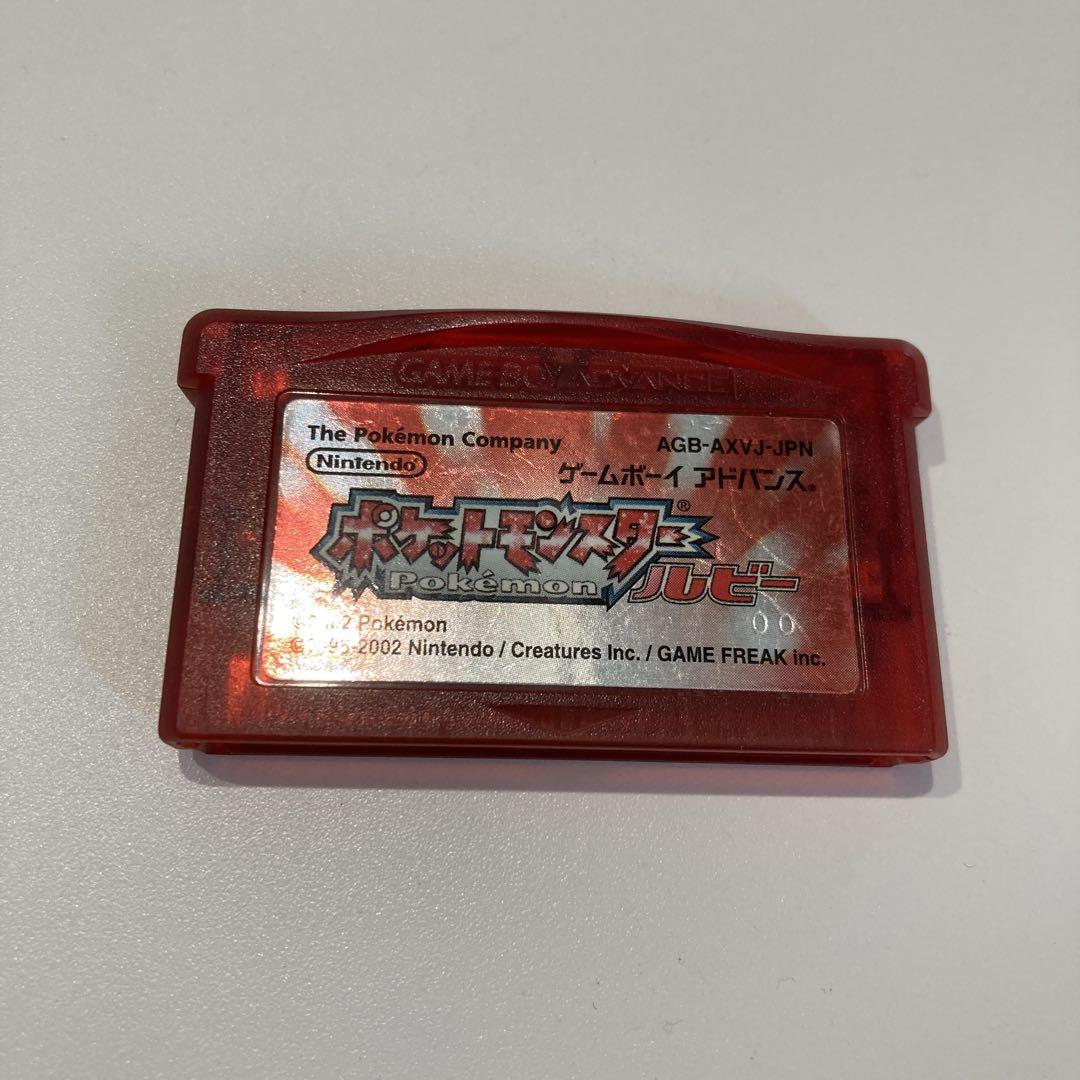 GAME BOY ADVANCE
The Pokémon Company
AGB-AXVJ-JPN
Nintendo®
ゲームボーイ アドバンス®
ポケットモンスター®
Pokémon
ルビー
Pokémon
00
-2002 Nintendo / Creatures Inc. / GAME FREAK inc.